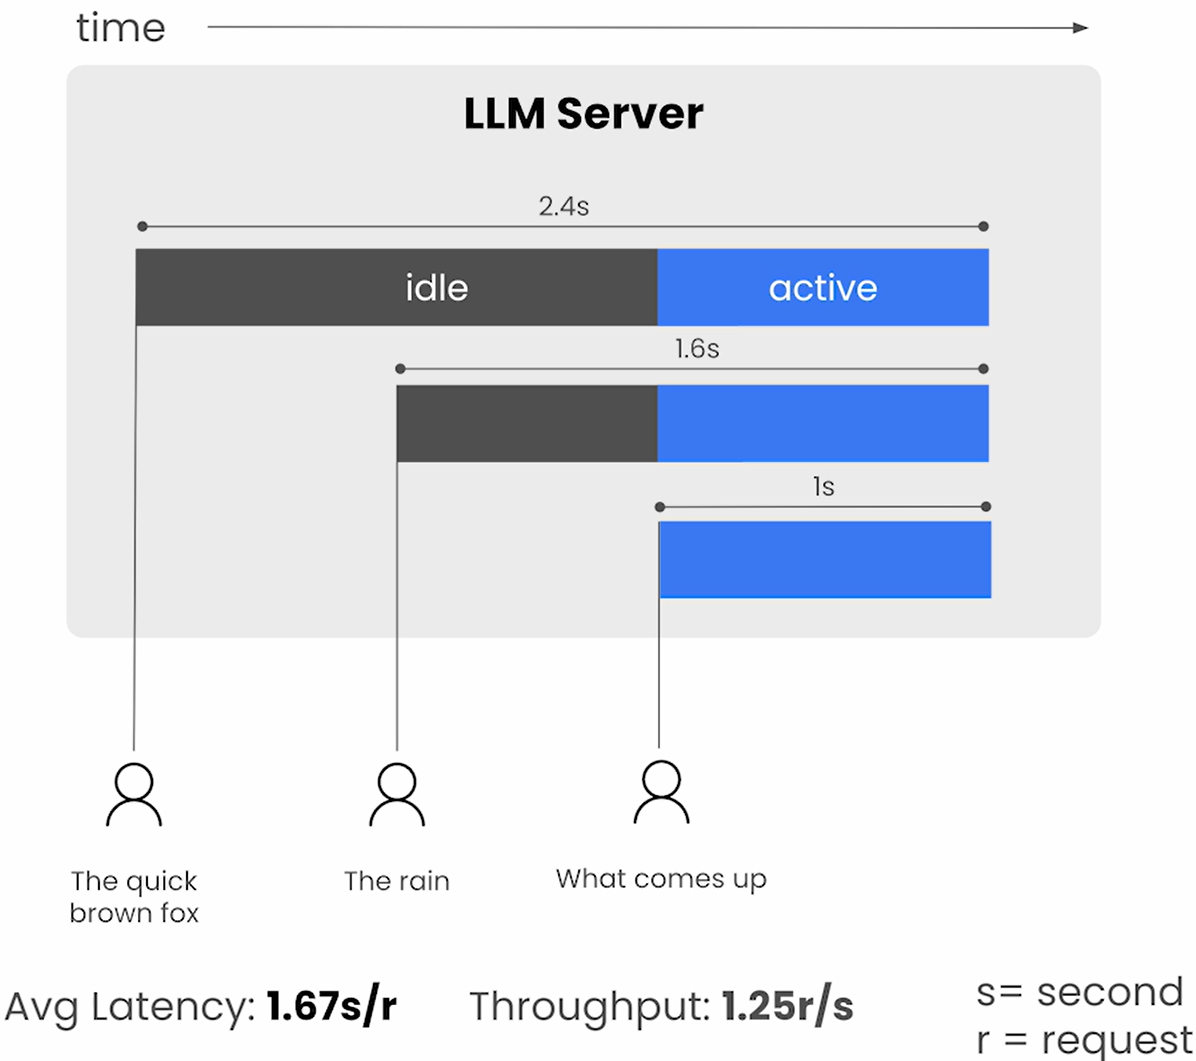 time
LLM Server
2.4s
idle
active
1.6s
1s
The quick
brown fox
The rain
What comes up
Avg Latency: 1.67s/r
Throughput: 1.25r/s
s= second
r = request